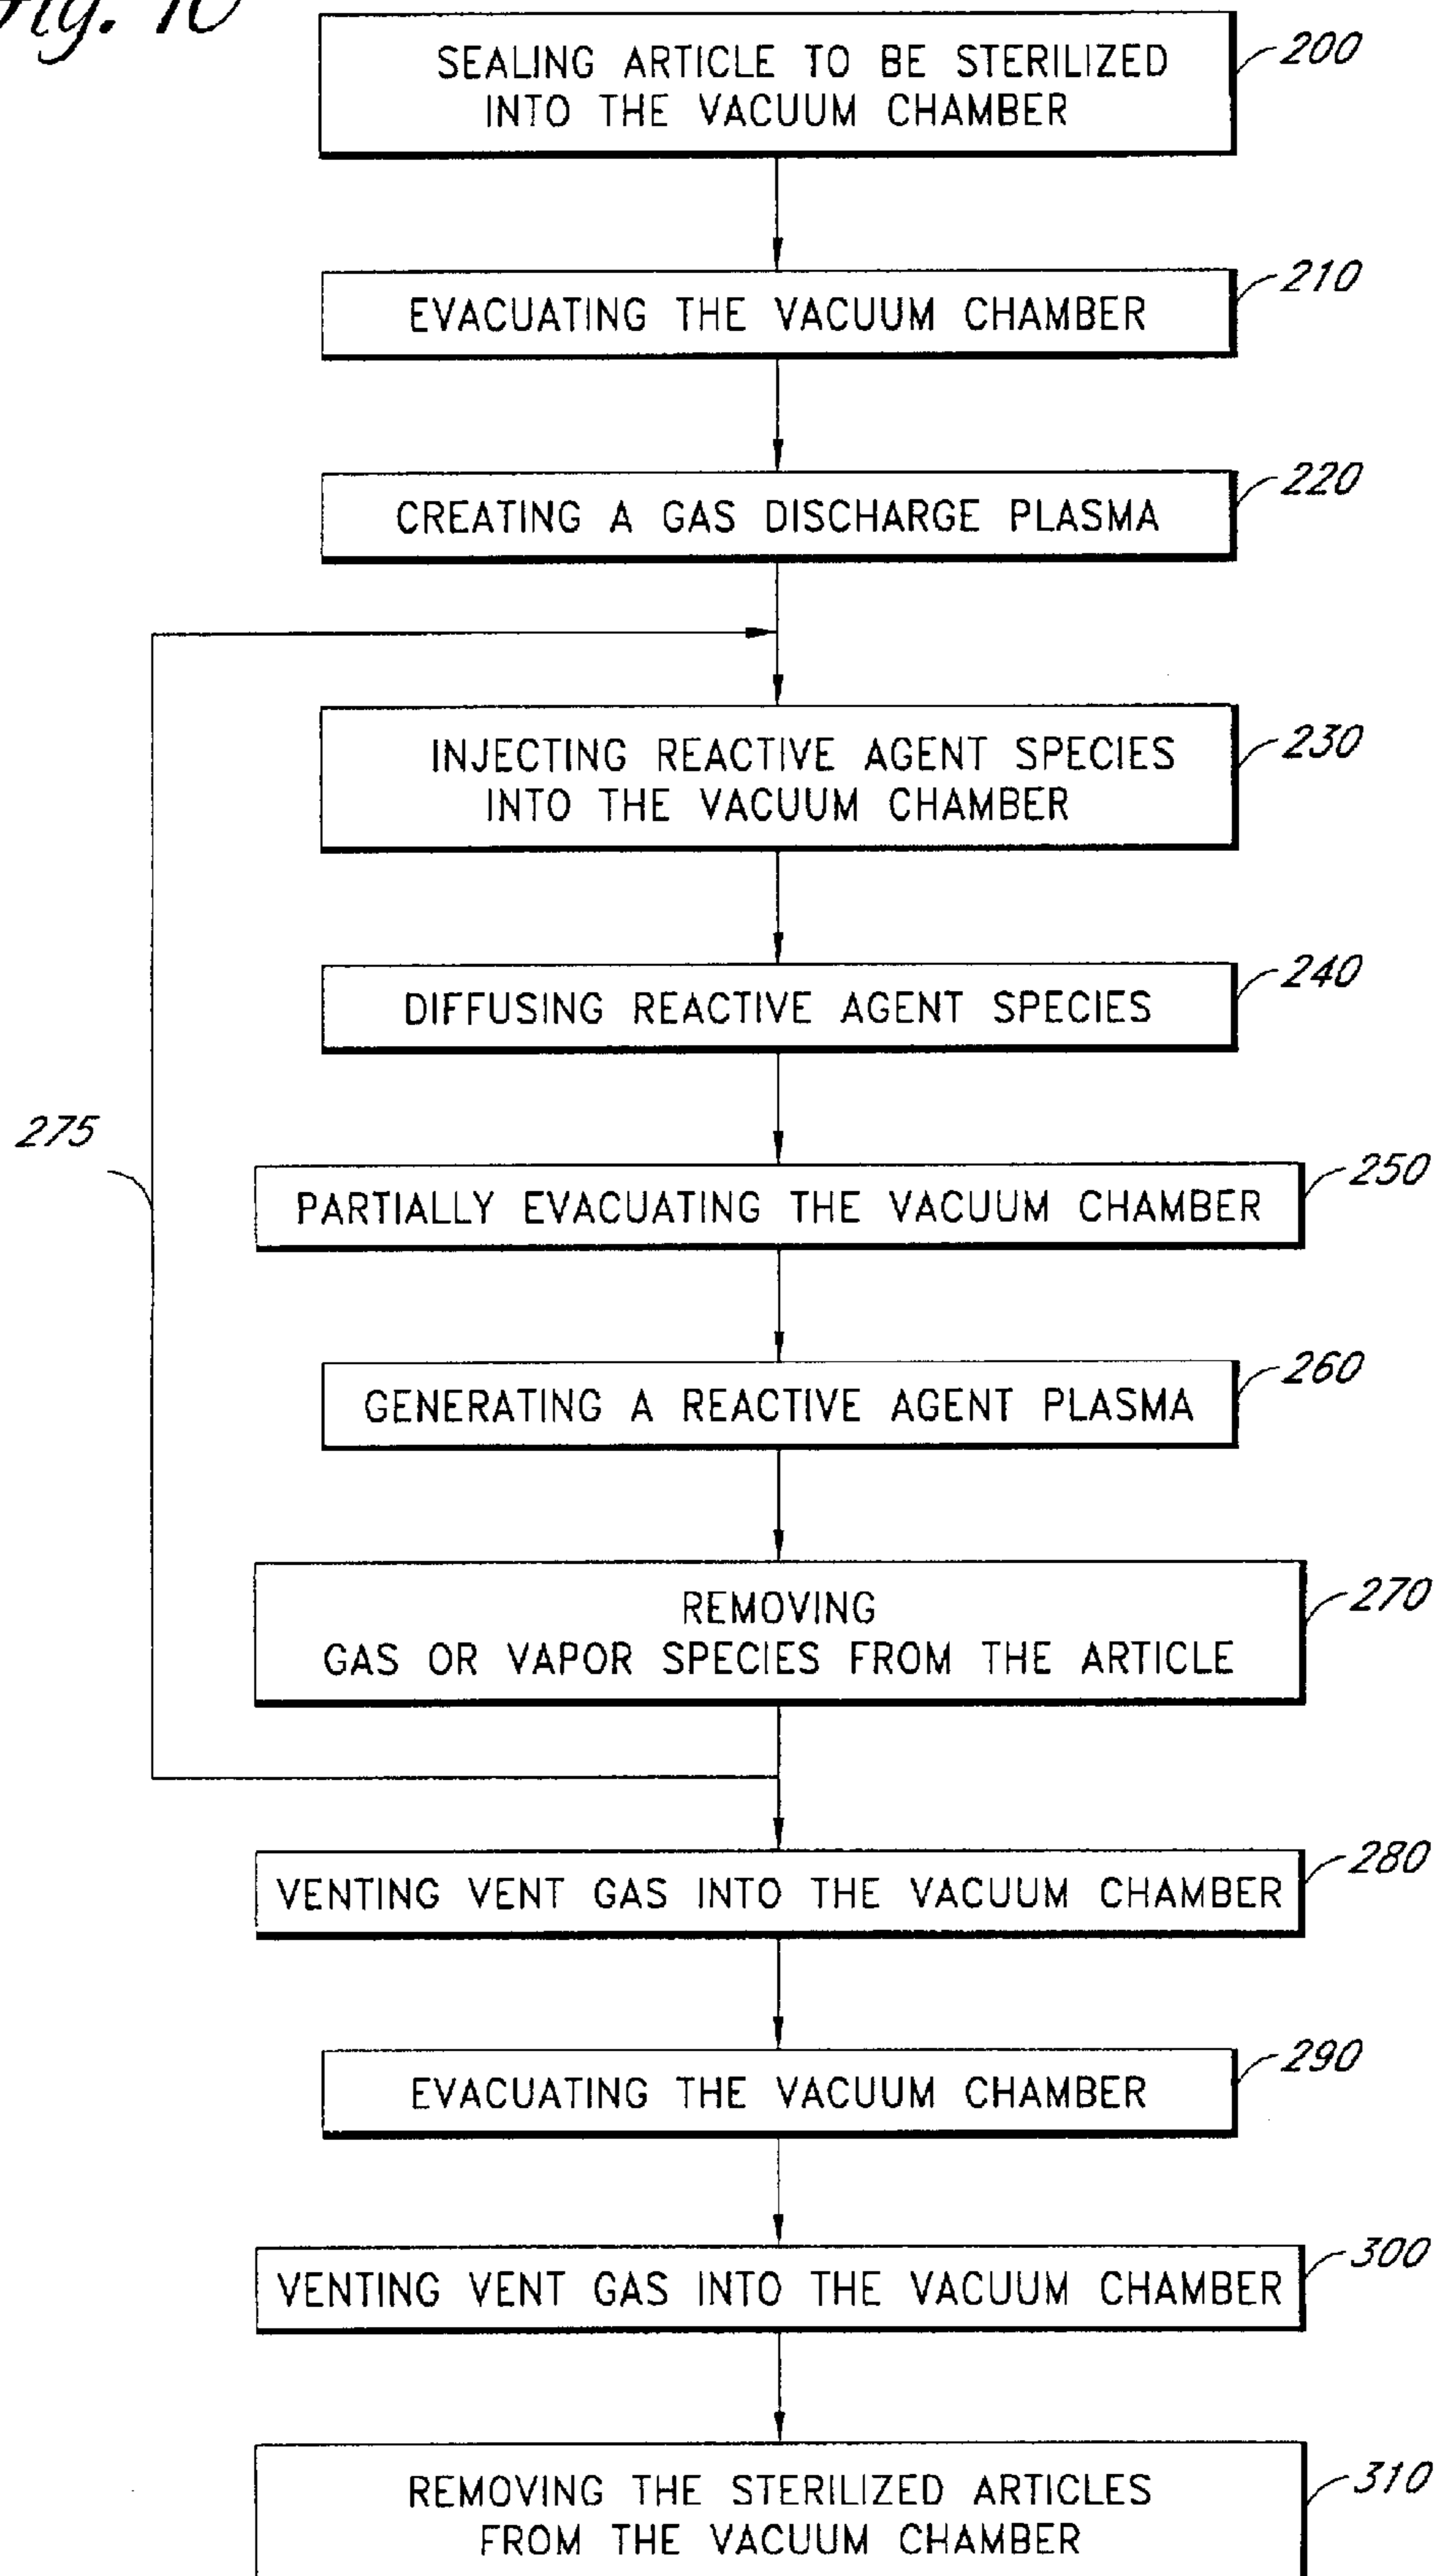 Fig. 10
SEALING ARTICLE TO BE STERILIZED
INTO THE VACUUM CHAMBER
200
EVACUATING THE VACUUM CHAMBER
210
CREATING A GAS DISCHARGE PLASMA
220
INJECTING REACTIVE AGENT SPECIES
INTO THE VACUUM CHAMBER
230
DIFFUSING REACTIVE AGENT SPECIES
240
275
PARTIALLY EVACUATING THE VACUUM CHAMBER
250
GENERATING A REACTIVE AGENT PLASMA
260
REMOVING
GAS OR VAPOR SPECIES FROM THE ARTICLE
270
VENTING VENT GAS INTO THE VACUUM CHAMBER
280
EVACUATING THE VACUUM CHAMBER
290
VENTING VENT GAS INTO THE VACUUM CHAMBER
300
REMOVING THE STERILIZED ARTICLES
FROM THE VACUUM CHAMBER
310